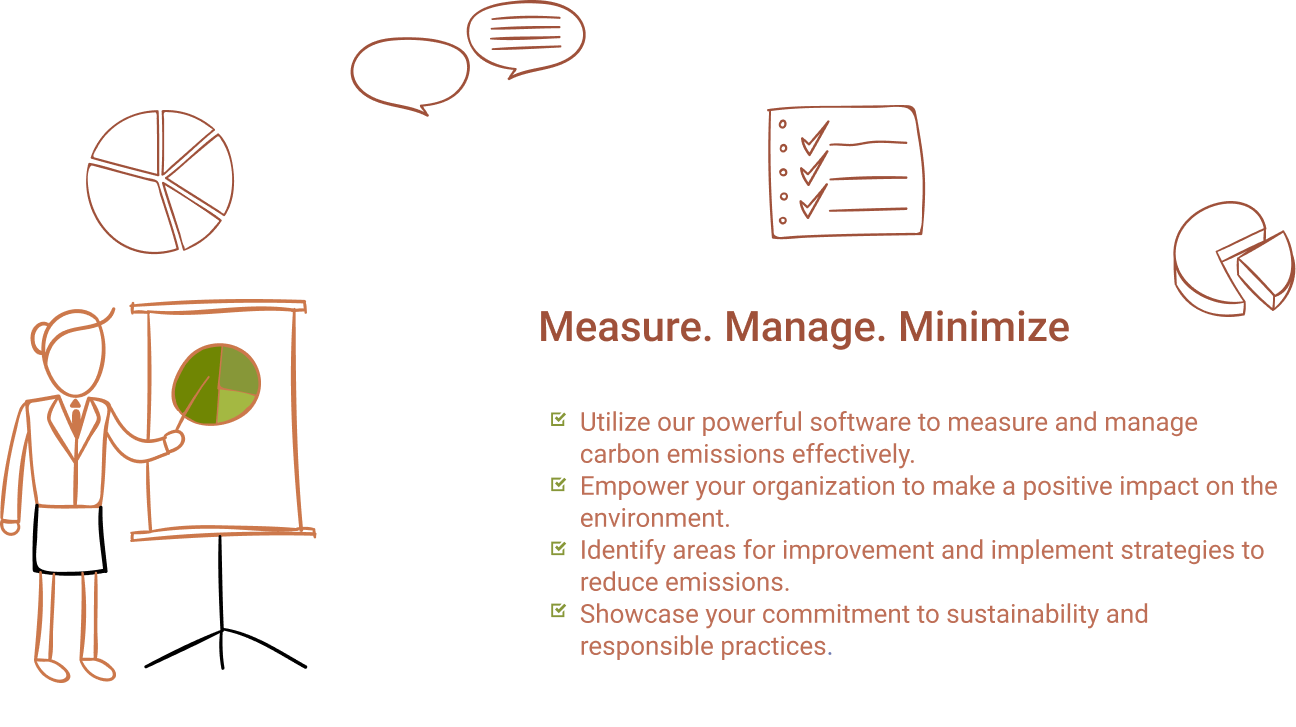 Measure. Manage. Minimize
Utilize our powerful software to measure and manage
carbon emissions effectively.
Empower your organization to make a positive impact on the
environment.
Identify areas for improvement and implement strategies to
reduce emissions.
Showcase your commitment to sustainability and
responsible practices.